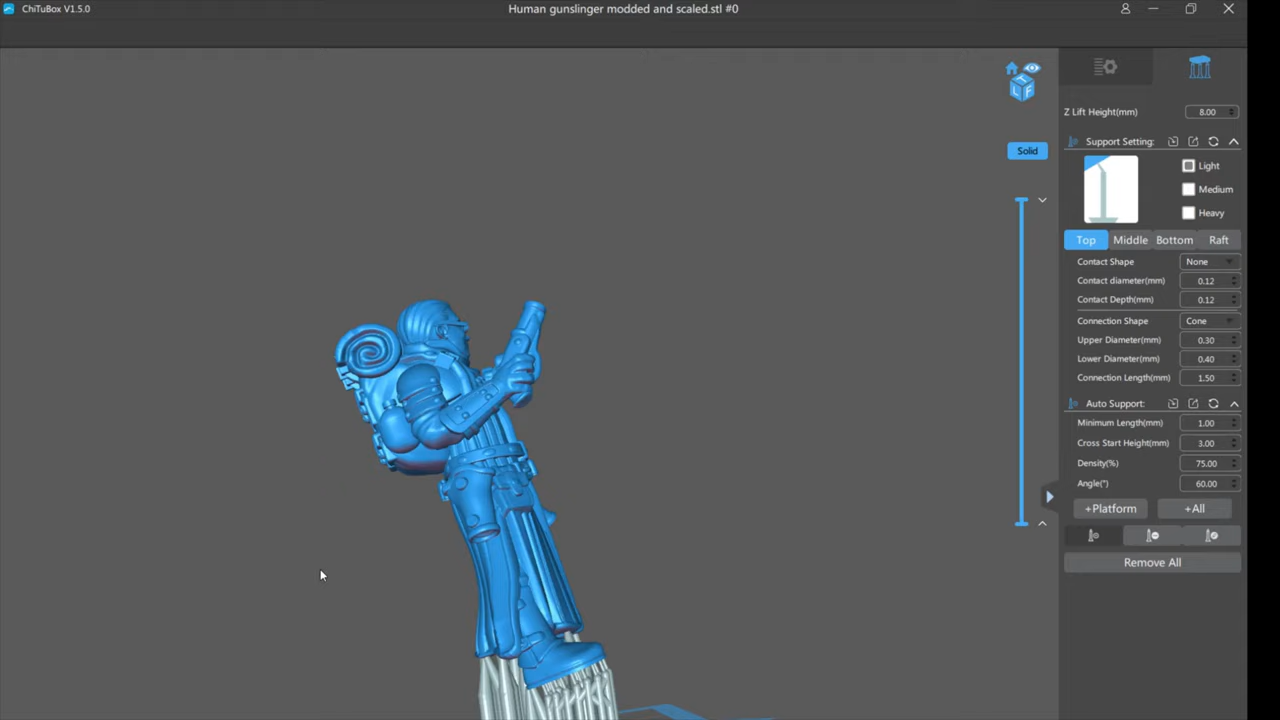 ChiTuBox V1.5.0
Human gunslinger modded and scaled.stl #0
Z Lift Height(mm) 8.00
Support Setting:
Light
Medium
Heavy
Solid
Top Middle Bottom Raft
Contact Shape None
Contact diameter(mm) 0.12
Contact Depth(mm) 0.12
Connection Shape Cone
Upper Diameter(mm) 0.30
Lower Diameter(mm) 0.40
Connection Length(mm) 1.50
Auto Support:
Minimum Length(mm) 1.00
Cross Start Height(mm) 3.00
Density(%) 75.00
Angle(°) 60.00
+Platform +All
Remove All
L T F